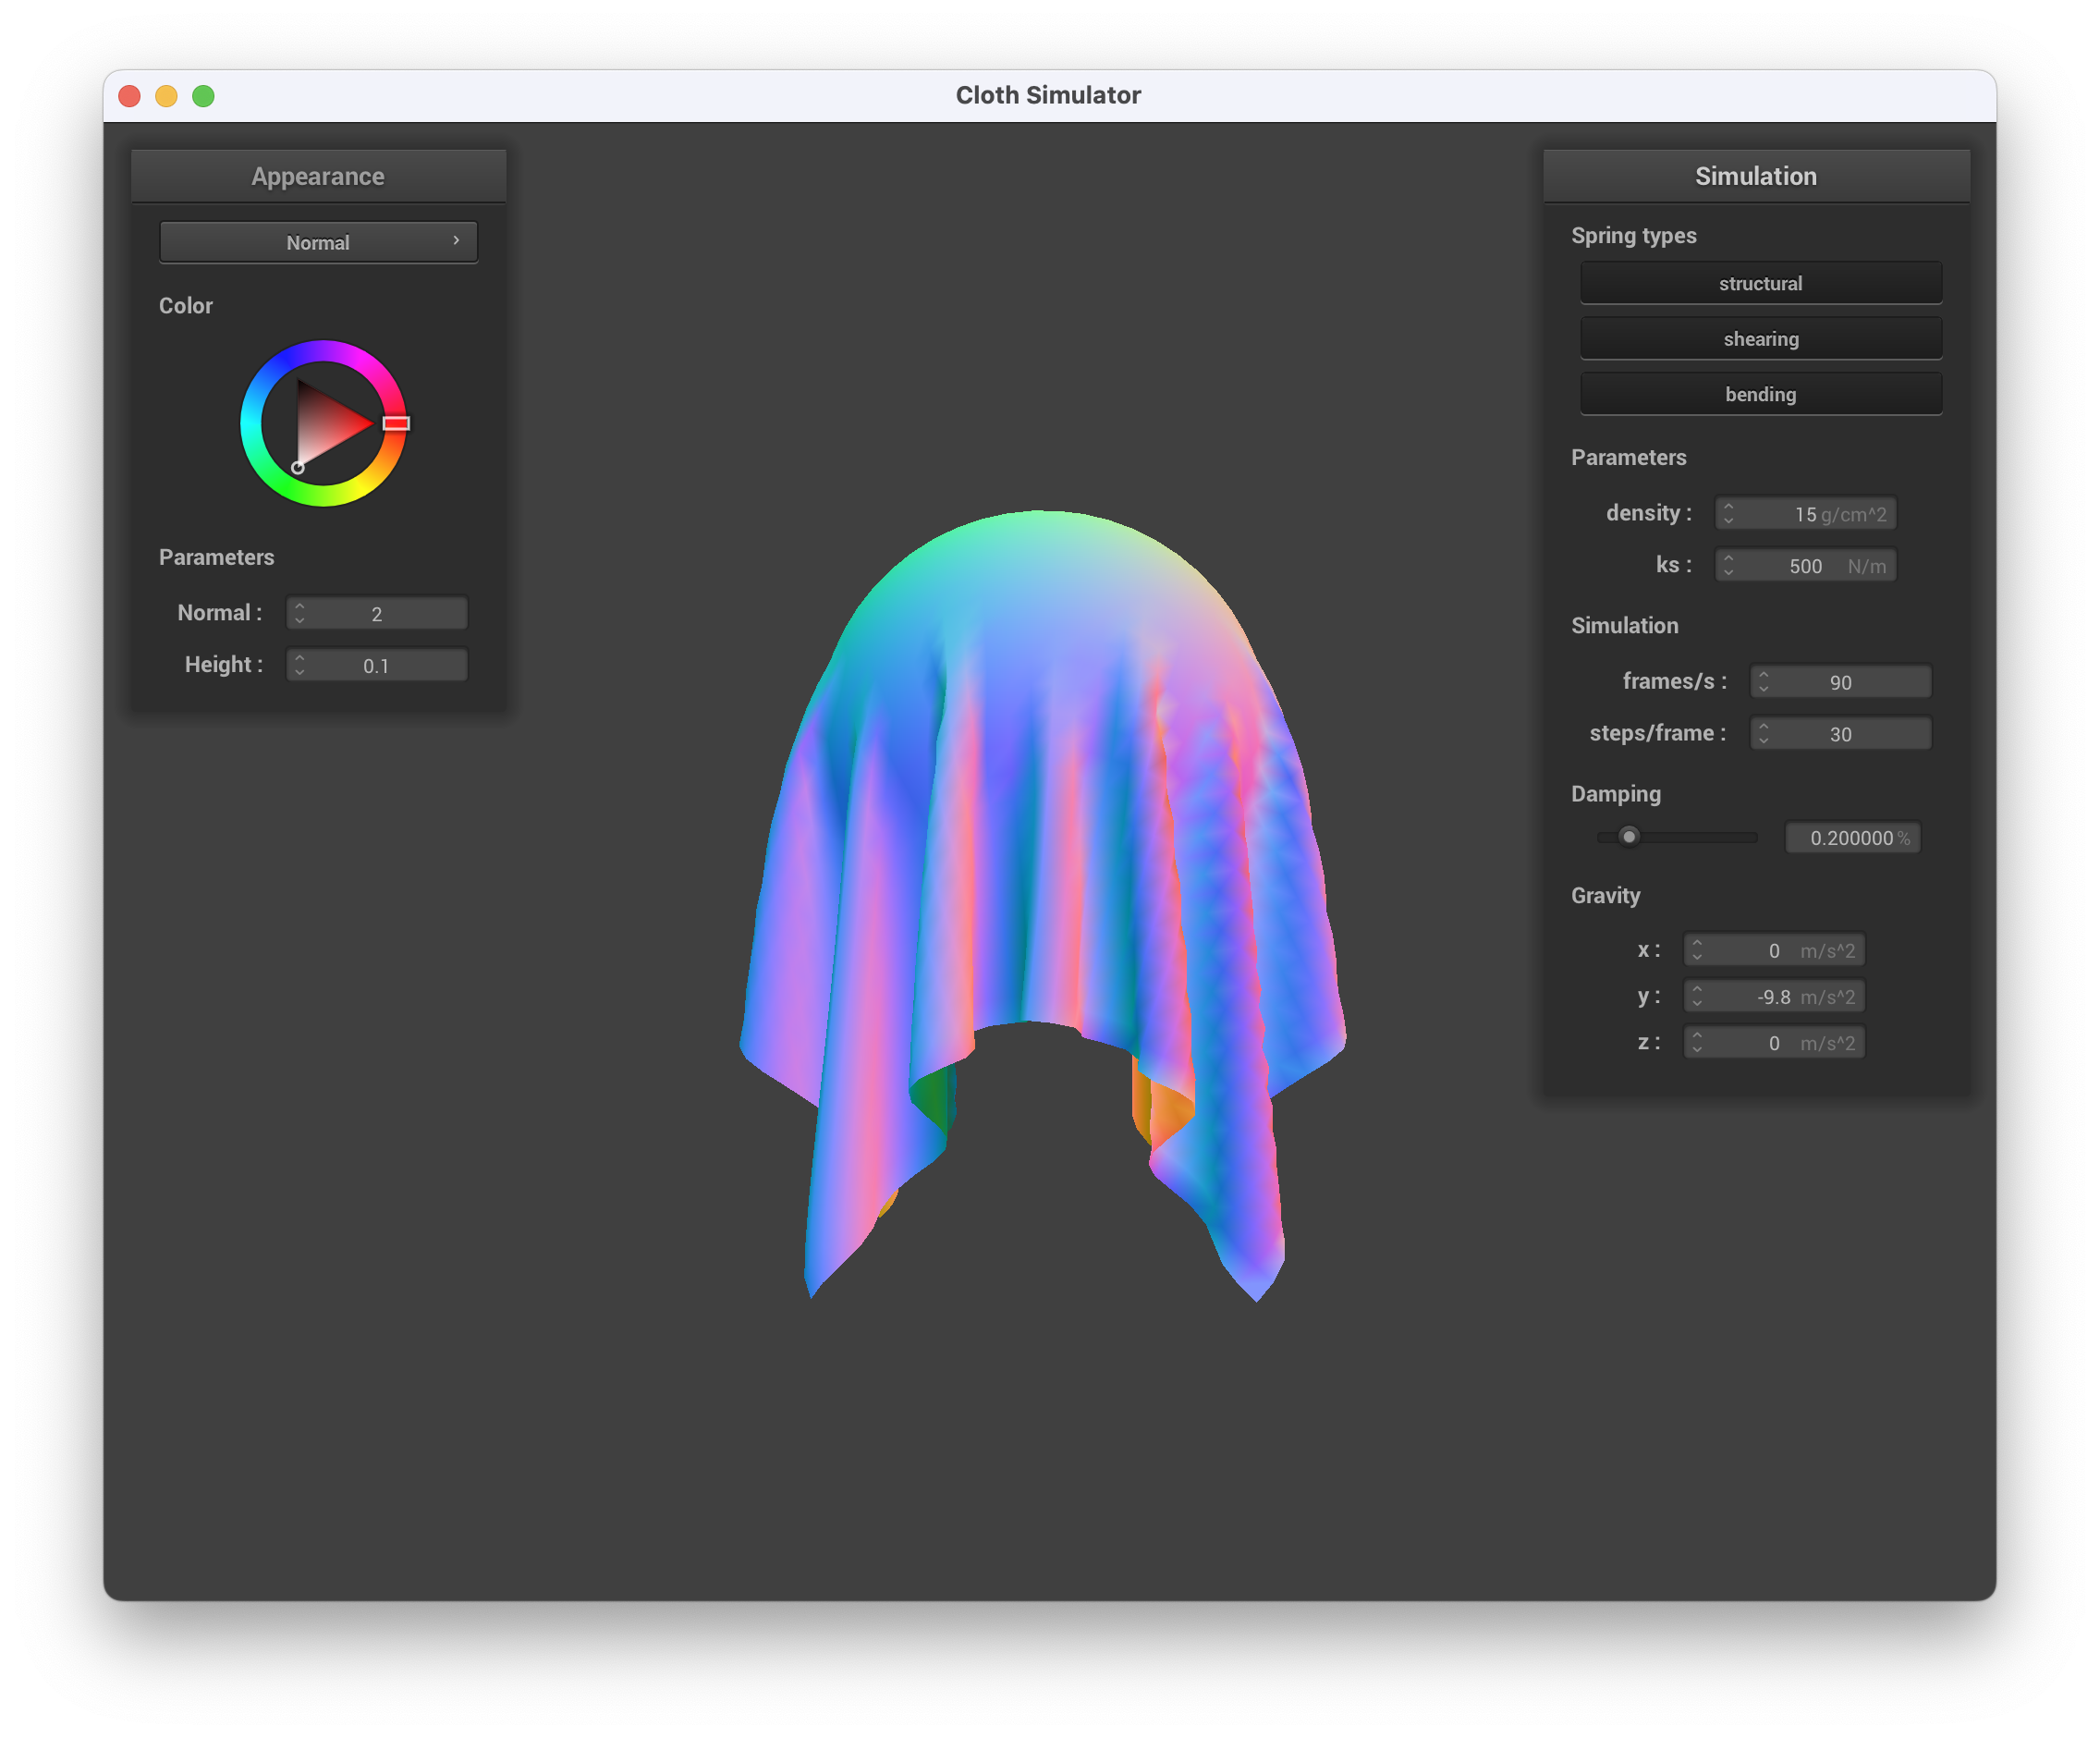 Cloth Simulator
Appearance
Normal
Color
Parameters
Normal : 2
Height : 0.1
Simulation
Spring types
structural
shearing
bending
Parameters
density : 15 g/cm^2
ks : 500 N/m
Simulation
frames/s : 90
steps/frame : 30
Damping
0.200000 %
Gravity
x : 0 m/s^2
y : -9.8 m/s^2
z : 0 m/s^2